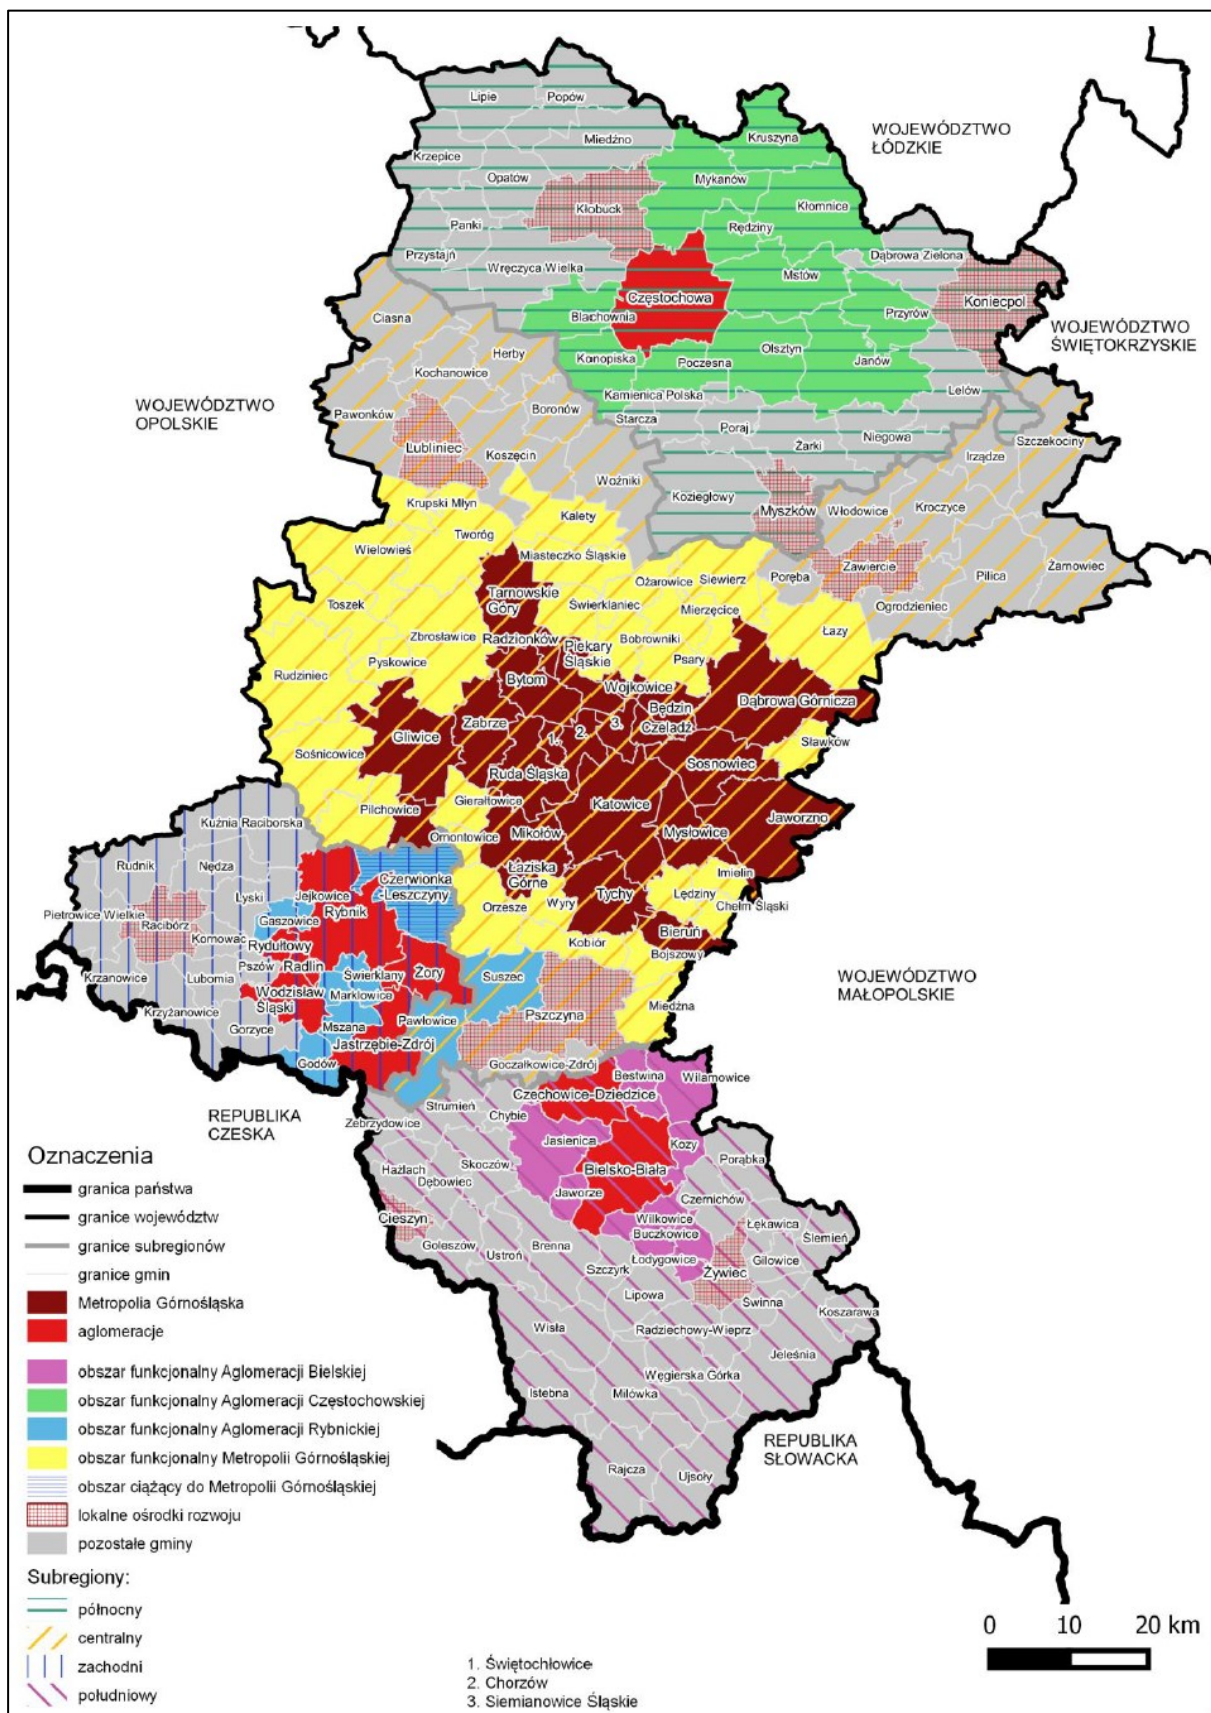 WOJEWÓDZTWO
ŁÓDZKIE
Lipie
Popów
Miedźno
Kruszyna
Krzepice
Opatów
Mykanów
Kłobuck
Kłomnice
Panki
Rędziny
Przystajń
Wręczyca Wielka
Dąbrowa Zielona
Mstów
Koniecpol
Częstochowa
Blachownia
Przyrów
WOJEWÓDZTWO
ŚWIĘTOKRZYSKIE
Ciasna
Herby
Konopiska
Poczesna
Olsztyn
Janów
Kochanowice
Kamienica Polska
Lelów
WOJEWÓDZTWO
OPOLSKIE
Pawonków
Boronów
Starcza
Poraj
Żarki
Niegowa
Szczekociny
Lubliniec
Koszęcin
Irządze
Woźniki
Koziegłowy
Myszków
Włodowice
Kroczyce
Krupski Młyn
Kalety
Tworóg
Wielowieś
Miasteczko Śląskie
Ożarowice
Siewierz
Poręba
Zawiercie
Pilica
Żarnowiec
Toszek
Tarnowskie
Góry
Świerklaniec
Mierzęcice
Ogrodzieniec
Zbrosławice
Radzionków
Piekary
Śląskie
Bobrowniki
Łazy
Pyskowice
Psary
Rudziniec
Bytom
Wojkowice
Dąbrowa Górnicza
Będzin
Zabrze
Gliwice
1.
2.
3.
Czeladź
Sławków
Sośnicowice
Ruda Śląska
Sosnowiec
Pilchowice
Gierałtowice
Katowice
Jaworzno
Kuźnia Raciborska
Ornontowice
Mikołów
Mysłowice
Rudnik
Nędza
Czerwionka
-Leszczyny
Łaziska
Górne
Imielin
Lyski
Jejkowice
Tychy
Lędziny
Chełm Śląski
Pietrowice Wielkie
Racibórz
Gaszowice
Rybnik
Orzesze
Wyry
Kornowac
Rydułtowy
Bieruń
Kobiór
Bojszowy
Krzanowice
Lubomia
Pszów
Radlin
Świerklany
Żory
Suszec
WOJEWÓDZTWO
MAŁOPOLSKIE
Wodzisław
Śląski
Marklowice
Miedźna
Krzyżanowice
Gorzyce
Mszana
Pawłowice
Pszczyna
Jastrzębie-Zdrój
Godów
Goczałkowice-Zdrój
Bestwina
Wilamowice
REPUBLIKA
CZESKA
Strumień
Chybie
Czechowice-Dziedzice
Zebrzydowice
Jasienica
Kozy
Porąbka
Hażlach
Skoczów
Dębowiec
Bielsko-Biała
Jaworze
Czernichów
Cieszyn
Wilkowice
Buczkowice
Łękawica
Ślemień
Goleszów
Ustroń
Brenna
Szczyrk
Łodygowice
Żywiec
Gilowice
Lipowa
Świnna
Koszarawa
Wisła
Radziechowy-Wieprz
Jeleśnia
Węgierska Górka
Istebna
Milówka
REPUBLIKA
SŁOWACKA
Rajcza
Ujsoły
Oznaczenia
granica państwa
granice województw
granice subregionów
granice gmin
Metropolia Górnośląska
aglomeracje
obszar funkcjonalny Aglomeracji Bielskiej
obszar funkcjonalny Aglomeracji Częstochowskiej
obszar funkcjonalny Aglomeracji Rybnickiej
obszar funkcjonalny Metropolii Górnośląskiej
obszar ciążący do Metropolii Górnośląskiej
lokalne ośrodki rozwoju
pozostałe gminy
Subregiony:
północny
centralny
zachodni
południowy
1. Świętochłowice
2. Chorzów
3. Siemianowice Śląskie
0 10 20 km